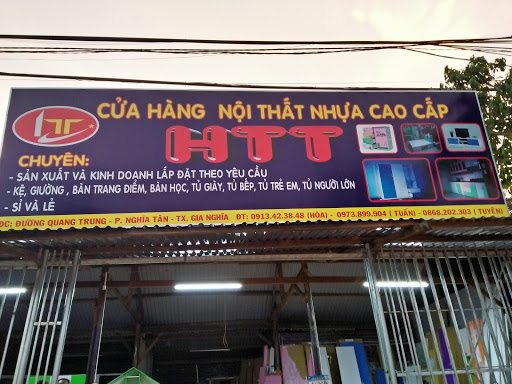 CỬA HÀNG NỘI THẤT NHỰA CAO CẤP
HTT
CHUYÊN:
- SẢN XUẤT VÀ KINH DOANH LẮP ĐẶT THEO YÊU CẦU
- KỆ, GIƯỜNG , BÀN TRANG ĐIỂM, BÀN HỌC, TỦ GIÀY, TỦ BẾP, TỦ TRẺ EM, TỦ NGƯỜI LỚN
- SỈ VÀ LẺ
ĐC: ĐƯỜNG QUANG TRUNG - P. NGHĨA TÂN - TX. GIA NGHĨA ĐT: 0913.42.38.48 (HÒA) - 0973.899.904 ( TUẤN) - 0868.202.303 ( TUYỀN)